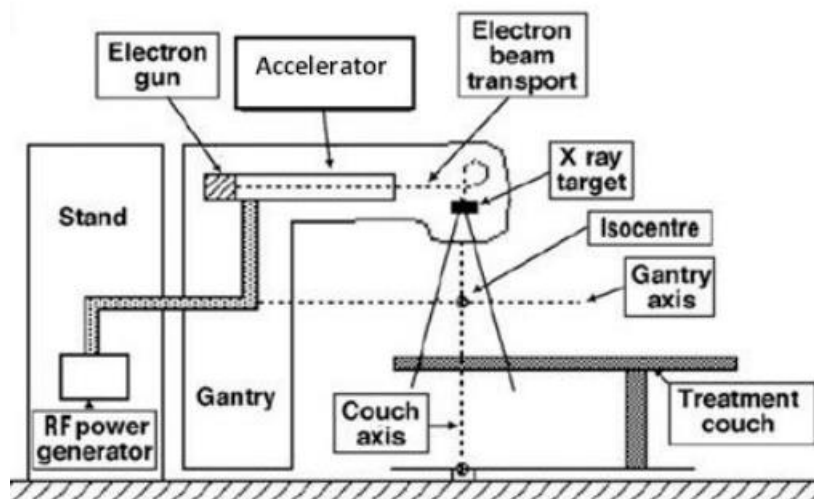 Electron
gun
Accelerator
Electron
beam
transport
X ray
target
Stand
Isocentre
Gantry
axis
Gantry
Couch
axis
Treatment
couch
RF power
generator